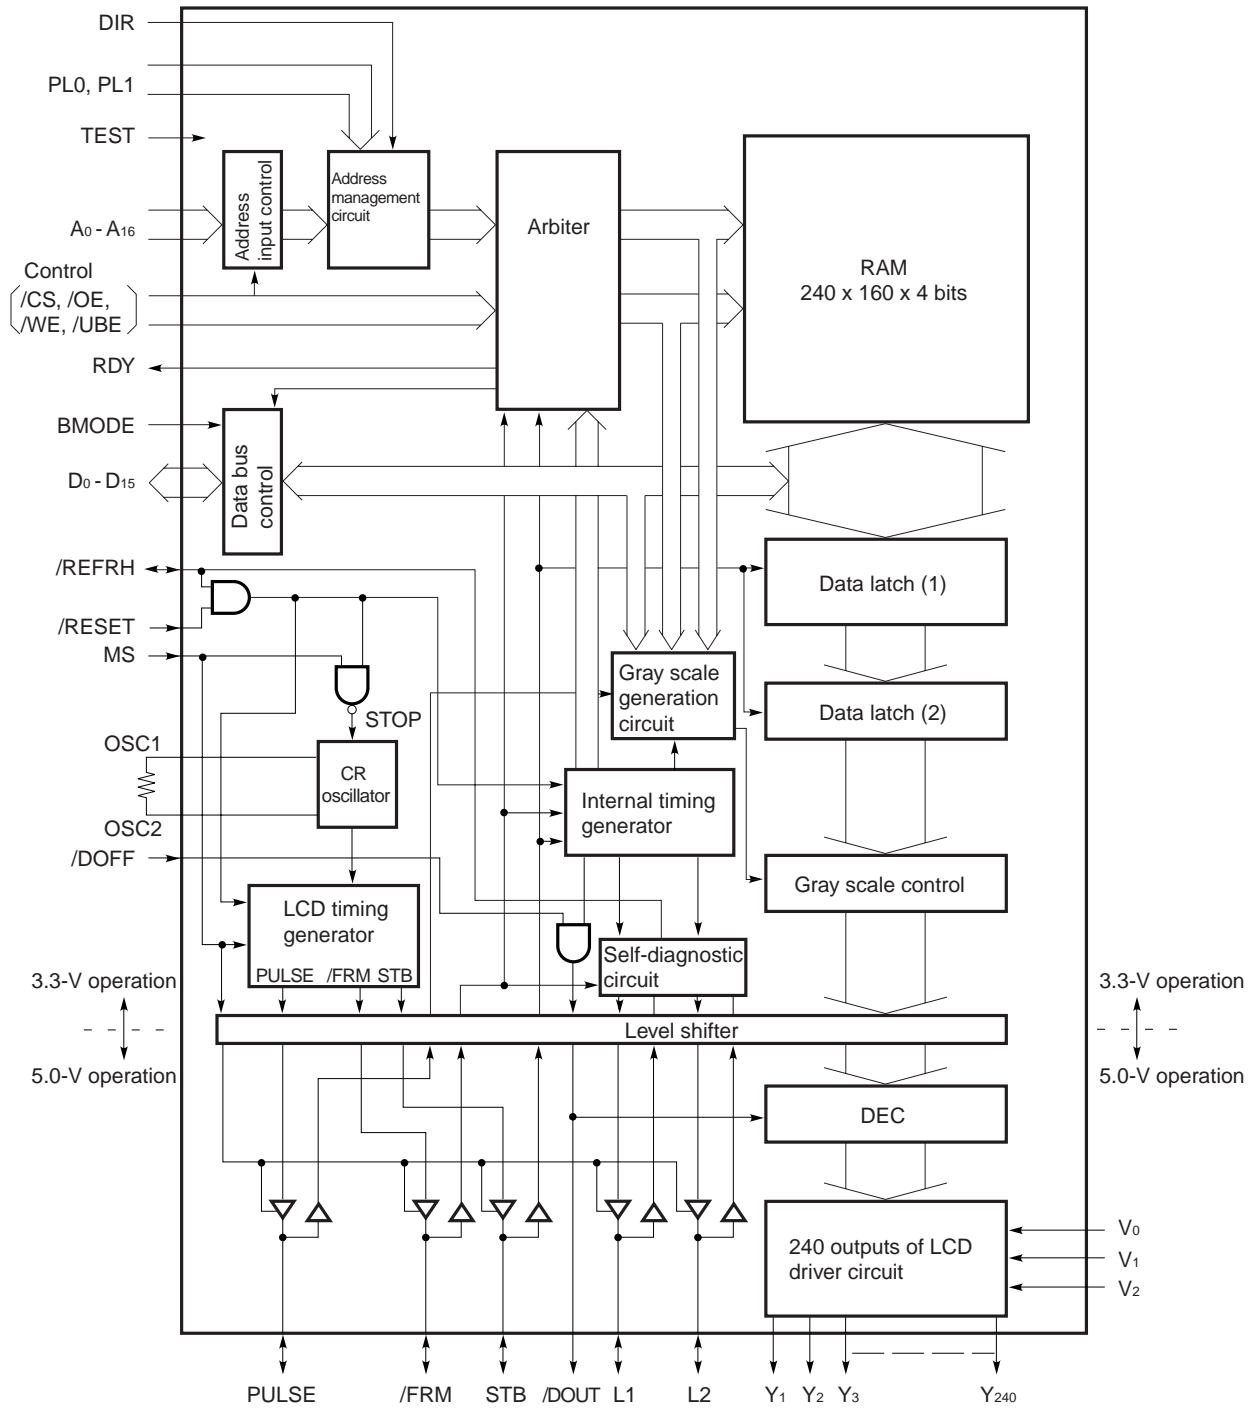 DIR
PL0, PL1
TEST
A0 - A16
Control
/CS, /OE,
/WE, /UBE
RDY
BMODE
D0 - D15
/REFRH
/RESET
MS
OSC1
OSC2
/DOFF
Address
input control
Address
management
circuit
Arbiter
RAM
240 x 160 x 4 bits
Data bus
control
Data latch (1)
Gray scale
generation
circuit
Data latch (2)
STOP
CR
oscillator
Internal timing
generator
Gray scale control
LCD timing
generator
PULSE
/FRM
STB
Self-diagnostic
circuit
3.3-V operation
5.0-V operation
Level shifter
3.3-V operation
5.0-V operation
DEC
240 outputs of LCD
driver circuit
V0
V1
V2
PULSE
/FRM
STB
/DOUT
L1
L2
Y1
Y2
Y3
Y240